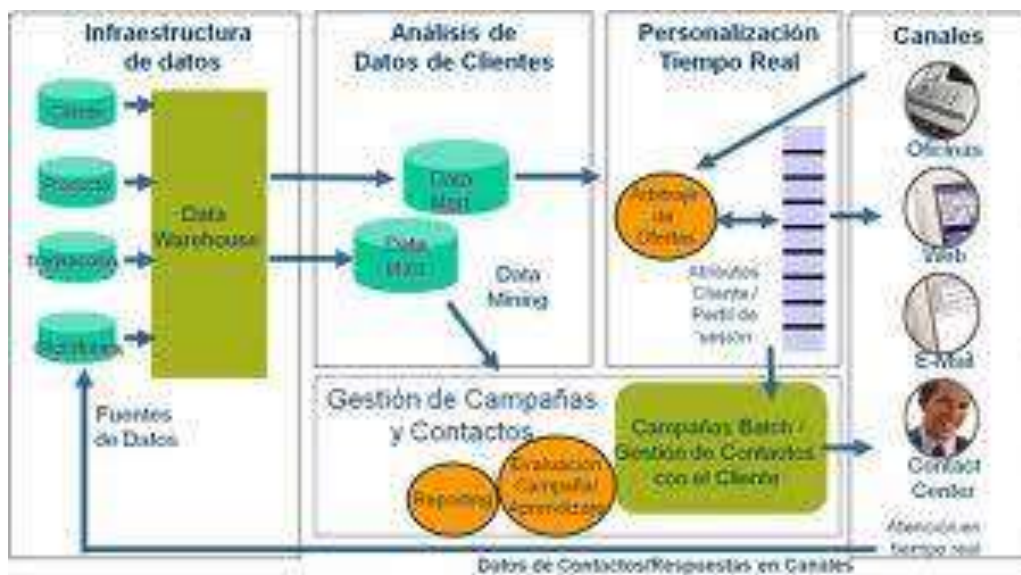 Infraestructura
de datos
Data
Warehouse
Fuentes
de Datos
Análisis de
Datos de Clientes
Data
Mart
Data
Mart
Data
Mining
Personalización
Tiempo Real
Arbitraje
de
Ofertas
Atributos
Cliente /
Perfil de
sesión
Gestión de Campañas
y Contactos
Reporting
Evaluación
Campaña/
Aprendizaje
Campaños Batch /
Gestión de Contactos
con el Cliente
Canales
Oficinas
Web
E-Mail
Contact
Center
Atención en
tiempo real
Datos de Contactos/Respuestas en Canales